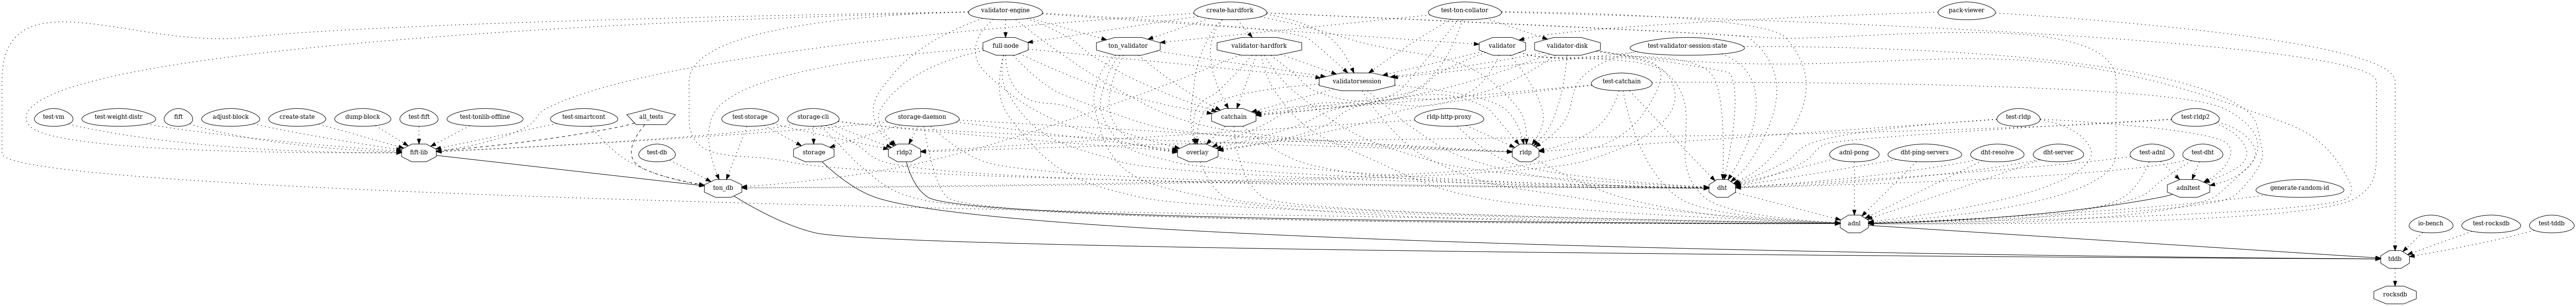 validator-engine
create-hardfork
test-ton-collator
pack-viewer
full-node
ton_validator
validator-hardfork
validator
validator-disk
test-validator-session-state
validatorsession
test-catchain
test-vm
test-weight-distr
fift
adjust-block
create-state
dump-block
test-fift
test-tonlib-offline
test-smartcont
all_tests
test-storage
storage-cli
storage-daemon
catchain
rldp-http-proxy
test-rldp
test-rldp2
fift-lib
test-db
storage
rldp2
overlay
rldp
adnl-pong
dht-ping-servers
dht-resolve
dht-server
test-adnl
test-dht
ton_db
dht
adnltest
generate-random-id
adnl
io-bench
test-rocksdb
test-tddb
tddb
rocksdb